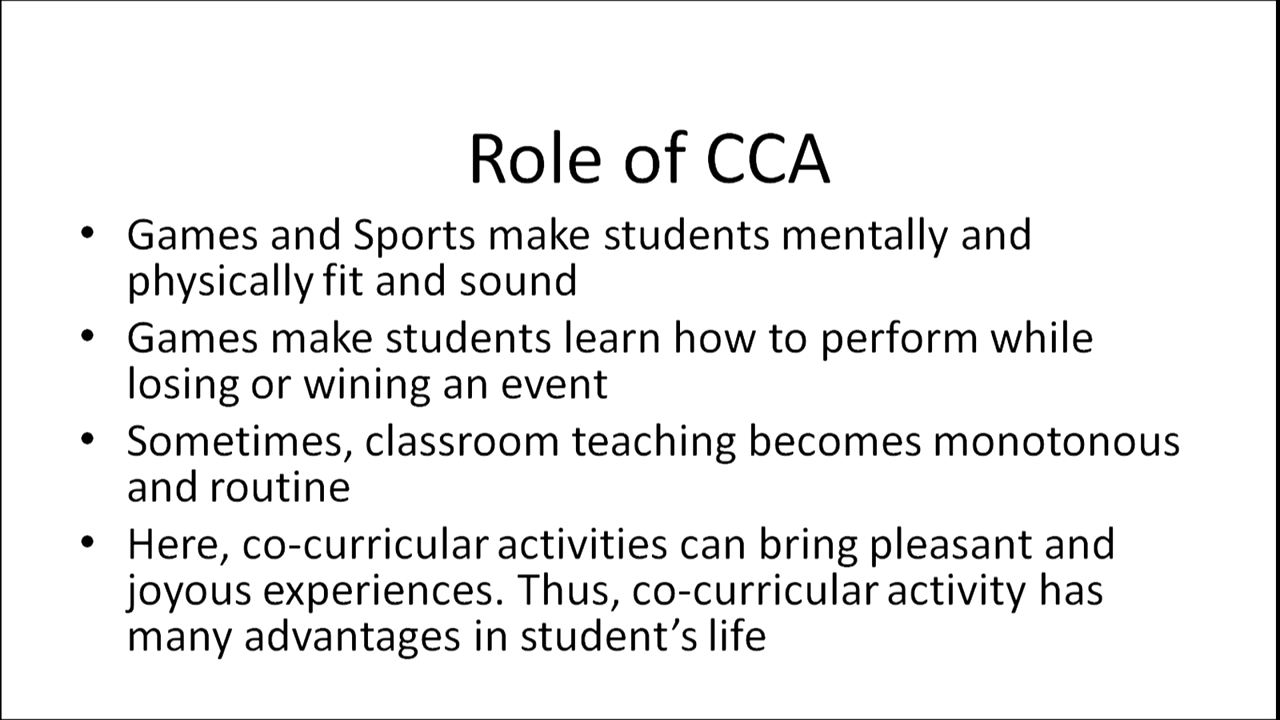 Role of CCA
• Games and Sports make students mentally and
physically fit and sound
• Games make students learn how to perform while
losing or wining an event
• Sometimes, classroom teaching becomes monotonous
and routine
• Here, co-curricular activities can bring pleasant and
joyous experiences. Thus, co-curricular activity has
many advantages in student’s life